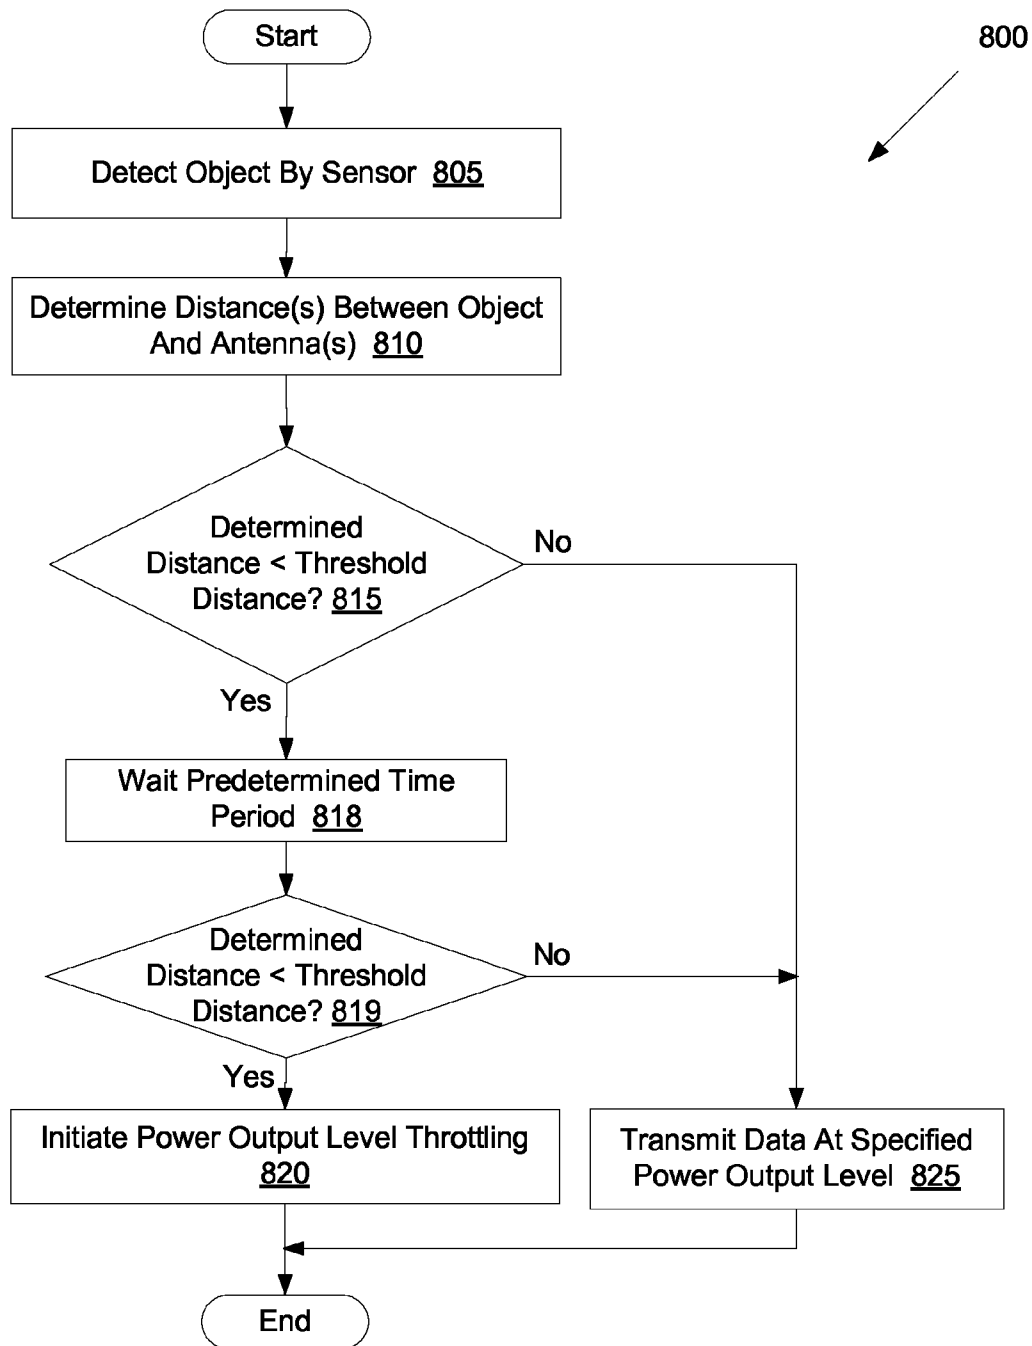 Start
800
Detect Object By Sensor 805
Determine Distance(s) Between Object
And Antenna(s) 810
Determined
Distance < Threshold
Distance? 815
No
Yes
Wait Predetermined Time
Period 818
Determined
Distance < Threshold
Distance? 819
No
Yes
Initiate Power Output Level Throttling
820
Transmit Data At Specified
Power Output Level 825
End